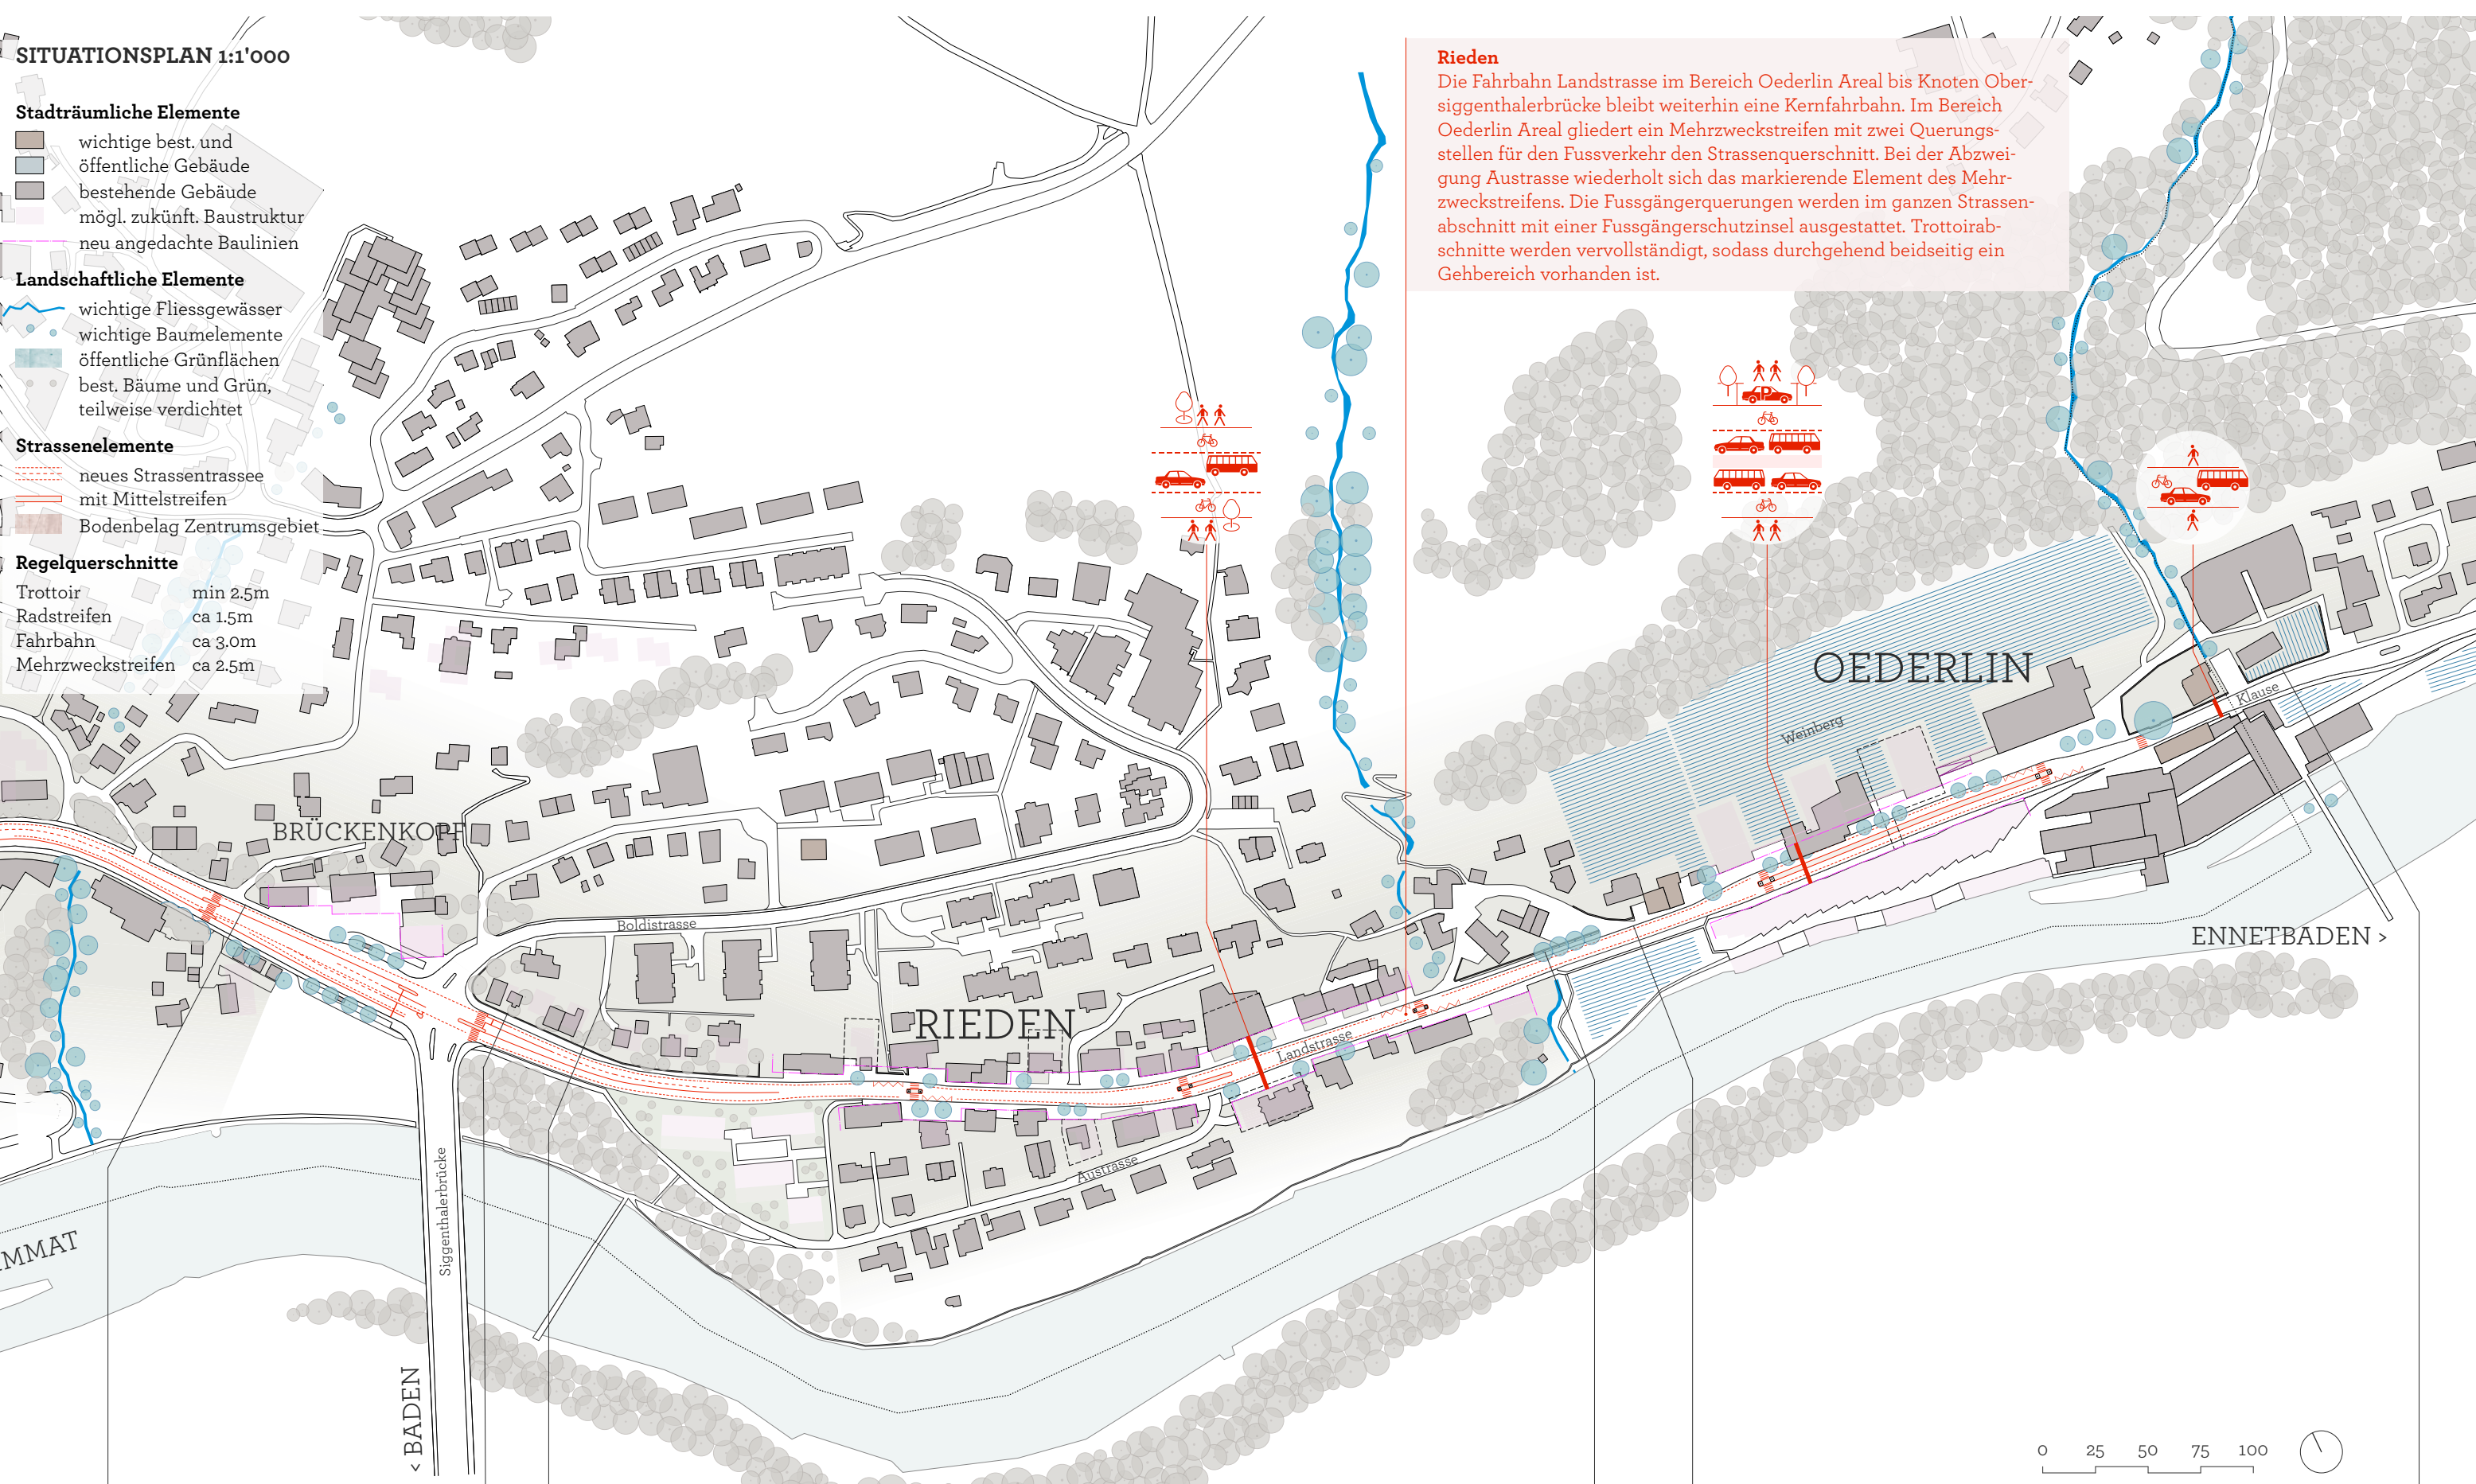 SITUATIONSPLAN 1:1'000
Stadträumliche Elemente
wichtige best. und
öffentliche Gebäude
bestehende Gebäude
mögl. zukünft. Baustruktur
neu angedachte Baulinien
Landschaftliche Elemente
wichtige Fliessgewässer
wichtige Baumelemente
öffentliche Grünflächen
best. Bäume und Grün,
teilweise verdichtet
Strassenelemente
neues Strassentrassee
mit Mittelstreifen
Bodenbelag Zentrumsgebiet
Regelquerschnitte
Trottoir min 2.5m
Radstreifen ca 1.5m
Fahrbahn ca 3.0m
Mehrzweckstreifen ca 2.5m
Rieden
Die Fahrbahn Landstrasse im Bereich Oederlin Areal bis Knoten Ober-
siggenthalerbrücke bleibt weiterhin eine Kernfahrbahn. Im Bereich
Oederlin Areal gliedert ein Mehrzweckstreifen mit zwei Querungs-
stellen für den Fussverkehr den Strassenquerschnitt. Bei der Abzwei-
gung Austrasse wiederholt sich das markierende Element des Mehr-
zweckstreifens. Die Fussgängerquerungen werden im ganzen Strassen-
abschnitt mit einer Fussgängerschutzinsel ausgestattet. Trottoirab-
schnitte werden vervollständigt, sodass durchgehend beidseitig ein
Gehbereich vorhanden ist.
P
OEDERLIN
Weinberg
Klause
BRÜCKENKOPF
Boldistrasse
ENNETBADEN >
RIEDEN
Landstrasse
Austrasse
Siggenthalerbrücke
MMAT
< BADEN
0 25 50 75 100